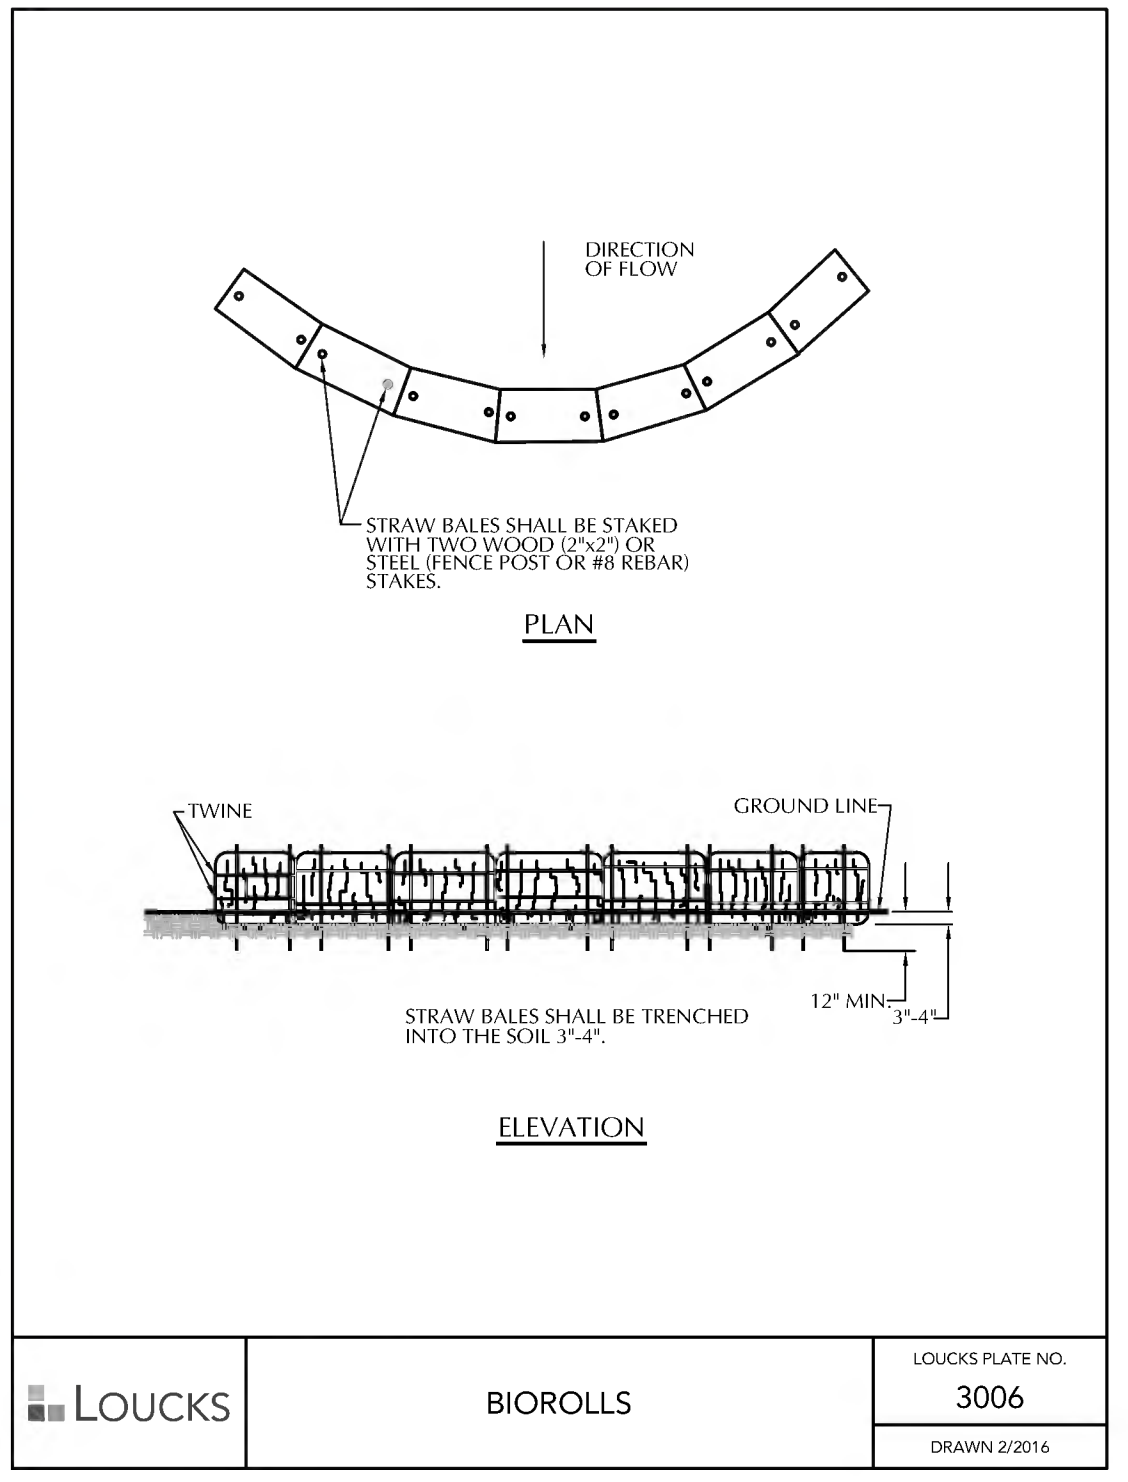 DIRECTION
OF FLOW
STRAW BALES SHALL BE STAKED
WITH TWO WOOD (2"x2") OR
STEEL (FENCE POST OR #8 REBAR)
STAKES.
PLAN
TWINE
GROUND LINE
12" MIN.
3"-4"
STRAW BALES SHALL BE TRENCHED
INTO THE SOIL 3"-4".
ELEVATION
LOUCKS
BIOROLLS
LOUCKS PLATE NO.
3006
DRAWN 2/2016